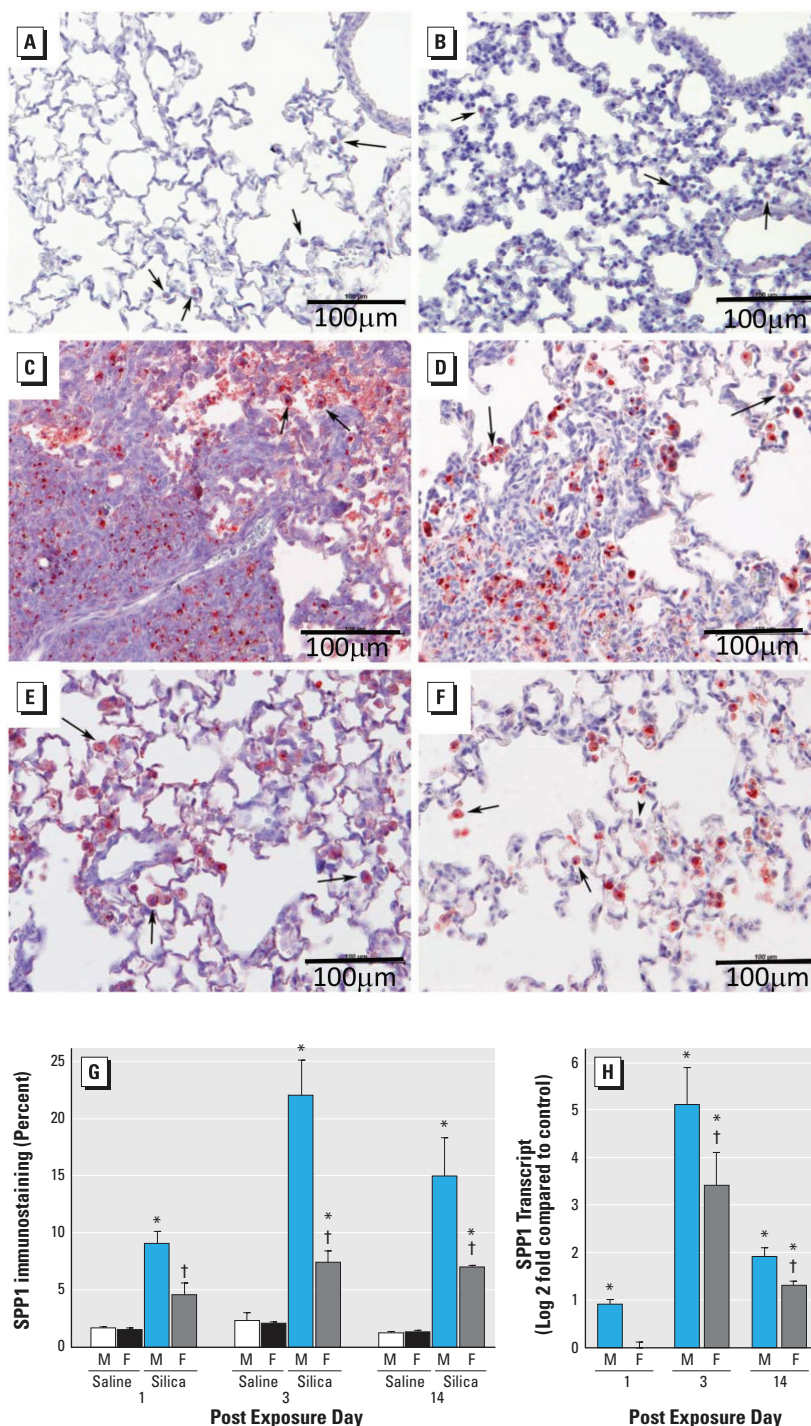 A
B
100μm
100μm
C
D
100μm
100μm
E
F
100 μm
100μm
100μm
G
H
SPP1 immunostaining (Percent)
25
20
15
10
5
0
*
†
*
*
†
*
*
†
M F M F M F M F M F M F
Saline Silica Saline Silica Saline Silica
1 3 14
Post Exposure Day
SPP1 Transcript
(Log 2 fold compared to control)
6
5
4
3
2
1
0
*
*
*
†
*
*
†
M F M F M F
1 3 14
Post Exposure Day